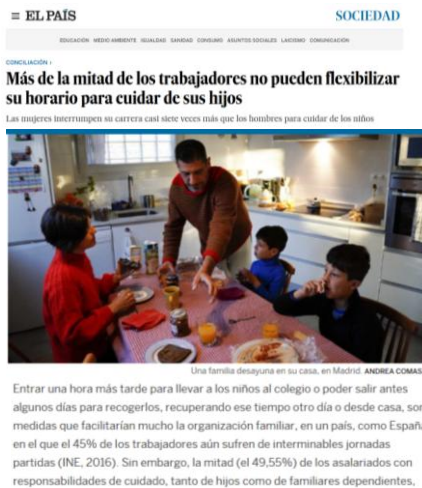 ≡ EL PAÍS
SOCIEDAD
EDUCACIÓN MEDIO AMBIENTE IGUALDAD SANIDAD CONSUMO ASUNTOS SOCIALES LAICISMO COMUNICACIÓN
CONCILIACIÓN ›
Más de la mitad de los trabajadores no pueden flexibilizar
su horario para cuidar de sus hijos
Las mujeres interrumpen su carrera casi siete veces más que los hombres para cuidar de los niños
Una familia desayuna en su casa, en Madrid. ANDREA COMAS
Entrar una hora más tarde para llevar a los niños al colegio o poder salir antes
algunos días para recogerlos, recuperando ese tiempo otro día o desde casa, son
medidas que facilitarían mucho la organización familiar, en un país, como España
en el que el 45% de los trabajadores aún sufren de interminables jornadas
partidas (INE, 2016). Sin embargo, la mitad (el 49,55%) de los asalariados con
responsabilidades de cuidado, tanto de hijos como de familiares dependientes,